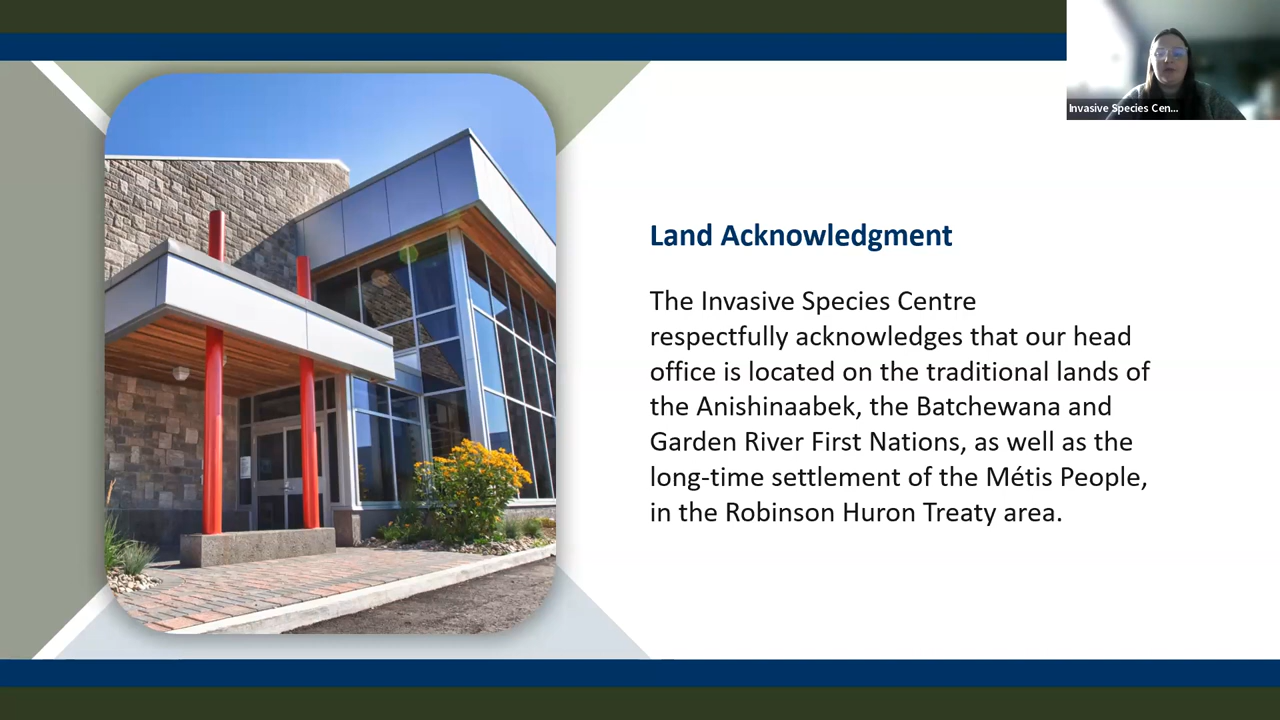 Invasive Species Cen...
Land Acknowledgment
The Invasive Species Centre
respectfully acknowledges that our head
office is located on the traditional lands of
the Anishinaabek, the Batchewana and
Garden River First Nations, as well as the
long-time settlement of the Métis People,
in the Robinson Huron Treaty area.